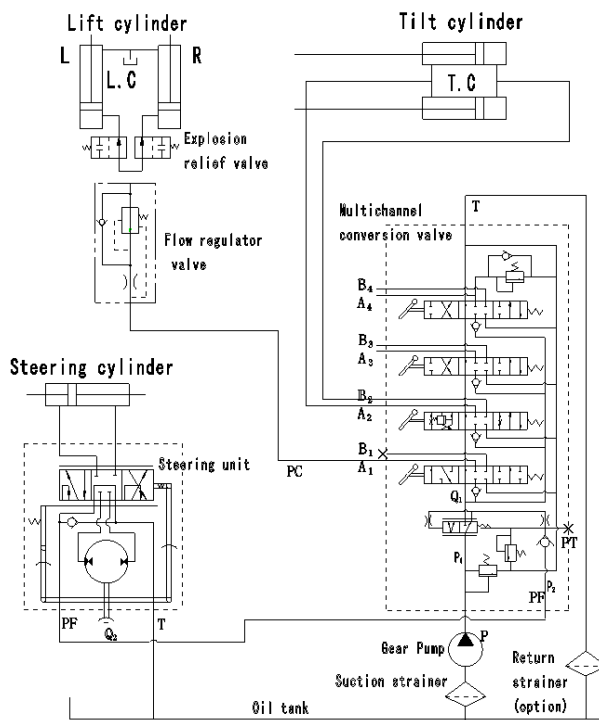 Lift cylinder
Tilt cylinder
L
R
L.C
T.C
Explosion
relief valve
Multichannel
conversion valve
T
Flow regulator
valve
B4
A4
B3
A3
Steering cylinder
B2
A2
Steering unit
B1
PC
A1
Q1
PT
P1
P2
PF
PF
T
Q2
Gear Pump
P
Return
strainer
(option)
Suction strainer
Oil tank